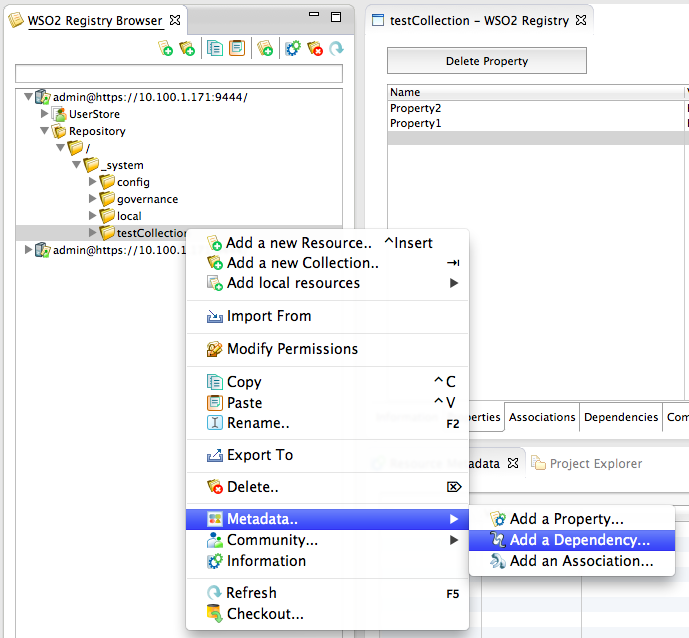 WSO2 Registry Browser
admin@https://10.100.1.171:9444/
UserStore
Repository
/
_system
config
governance
local
testCollection
admin@https://10.100.1
testCollection – WSO2 Registry
Delete Property
Name
Property2
Property1
Add a new Resource.. ^Insert
Add a new Collection..
Add local resources
Import From
Modify Permissions
Copy ^C
Paste ^V
Rename.. F2
Export To
Delete..
Metadata..
Community...
Information
Refresh F5
Checkout...
erties Associations Dependencies Com
adata Project Explorer
Add a Property...
Add a Dependency...
Add an Association...